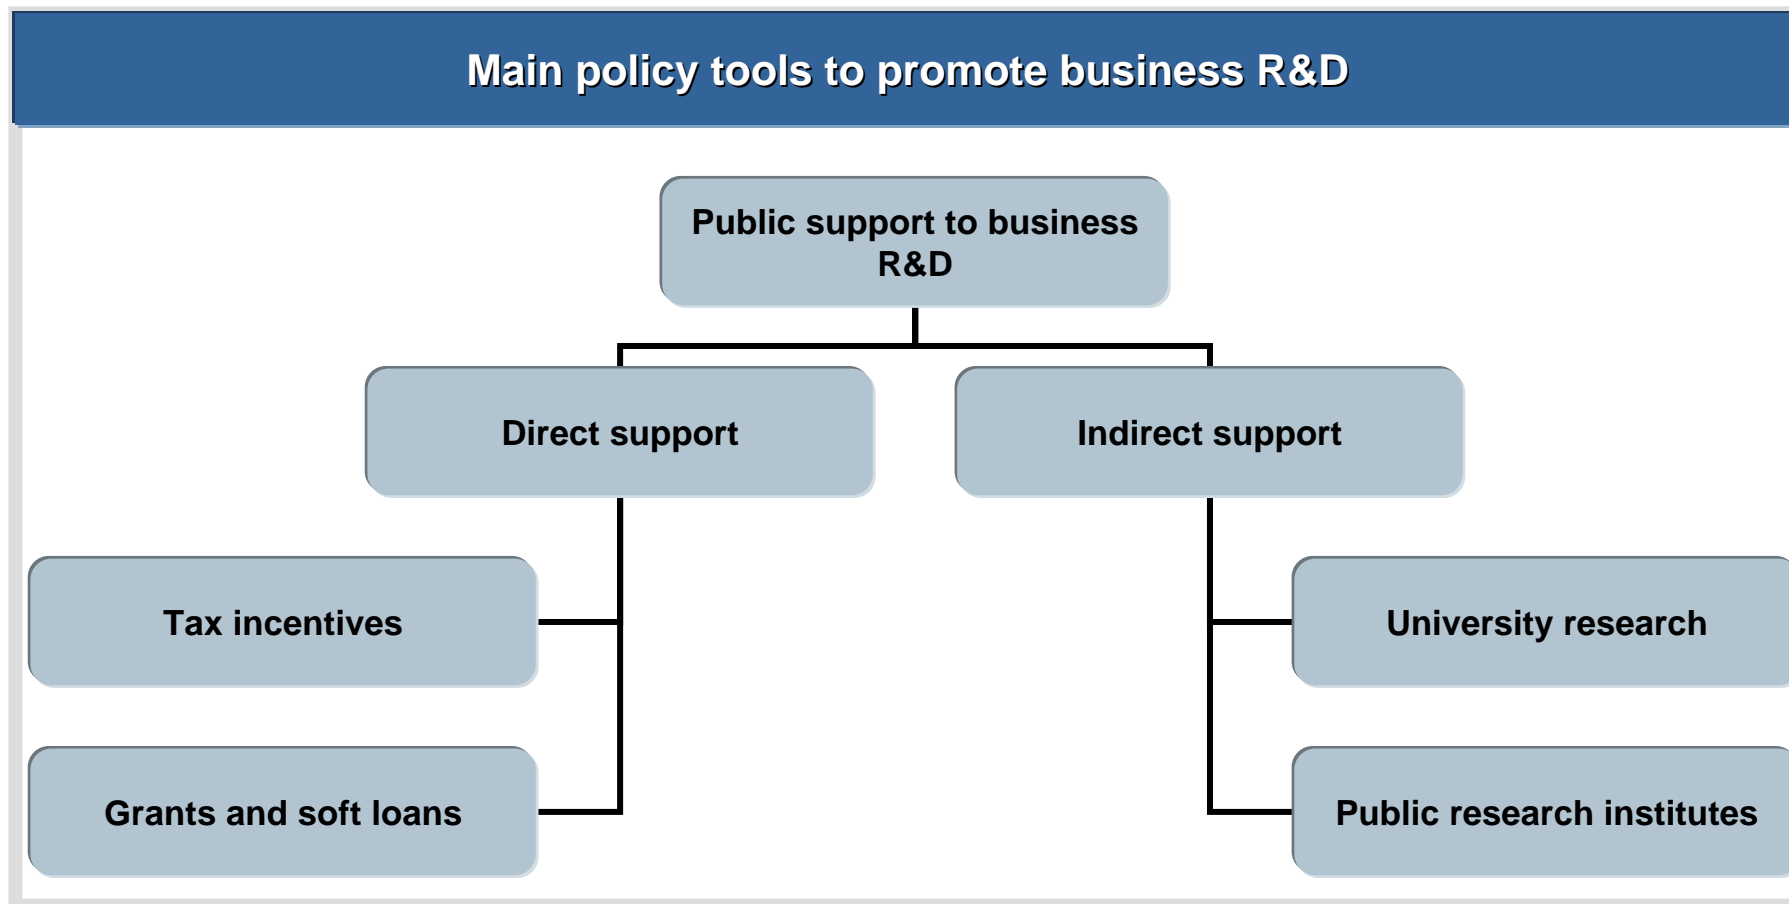 Main policy tools to promote business R&D
Public support to business
R&D
Direct support
Indirect support
Tax incentives
University research
Grants and soft loans
Public research institutes